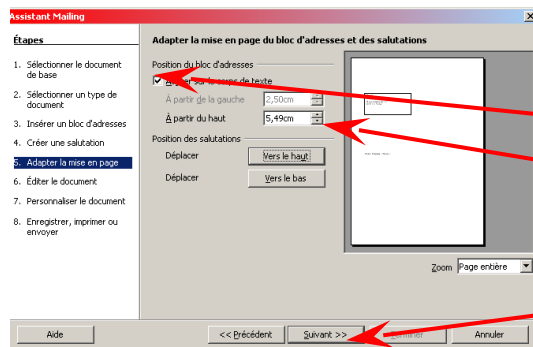 Assistant Mailing
Étapes
1. Sélectionner le document
de base
2. Sélectionner un type de
document
3. Insérer un bloc d'adresses
4. Créer une salutation
5. Adapter la mise en page
6. Éditer le document
7. Personnaliser le document
8. Enregistrer, imprimer ou
envoyer
Adapter la mise en page du bloc d'adresses et des salutations
Position du bloc d'adresses
Aligner sur le corps de texte
À partir de la gauche 2,50cm
À partir du haut 5,49cm
Position des salutations
Déplacer Vers le haut
Déplacer Vers le bas
Zoom Page entière
Aide << Précédent Suivant >> Terminer Annuler